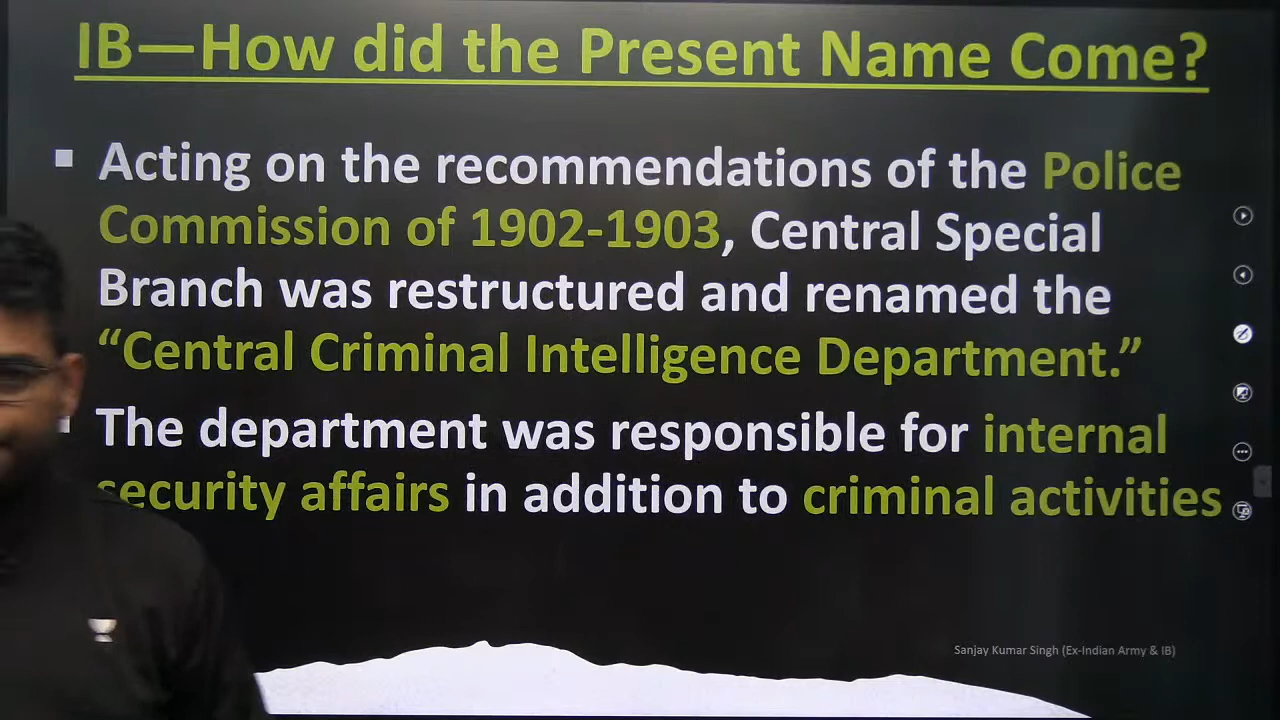 IB—How did the Present Name Come?
Acting on the recommendations of the Police
Commission of 1902-1903, Central Special
Branch was restructured and renamed the
“Central Criminal Intelligence Department.”
The department was responsible for internal
security affairs in addition to criminal activities
Sanjay Kumar Singh (Ex-Indian Army & IB)